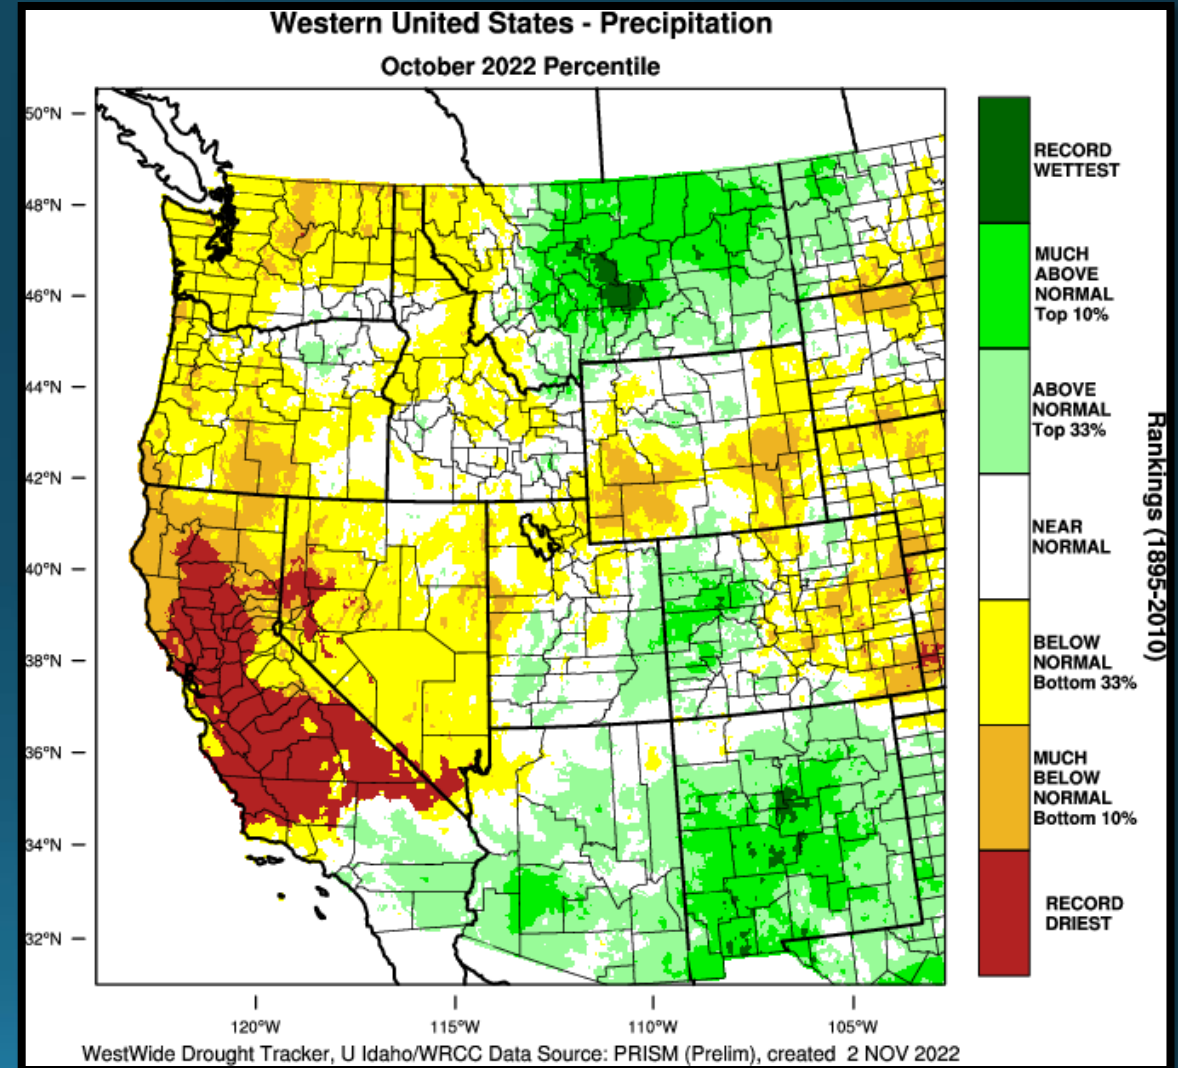 Western United States - Precipitation
October 2022 Percentile
50°N
48°N
46°N
44°N
42°N
40°N
38°N
36°N
34°N
32°N
120°W
115°W
110°W
105°W
RECORD
WETTEST
MUCH
ABOVE
NORMAL
Top 10%
ABOVE
NORMAL
Top 33%
NEAR
NORMAL
BELOW
NORMAL
Bottom 33%
MUCH
BELOW
NORMAL
Bottom 10%
RECORD
DRIEST
Rankings (1895-2010)
WestWide Drought Tracker, U Idaho/WRCC Data Source: PRISM (Prelim), created 2 NOV 2022